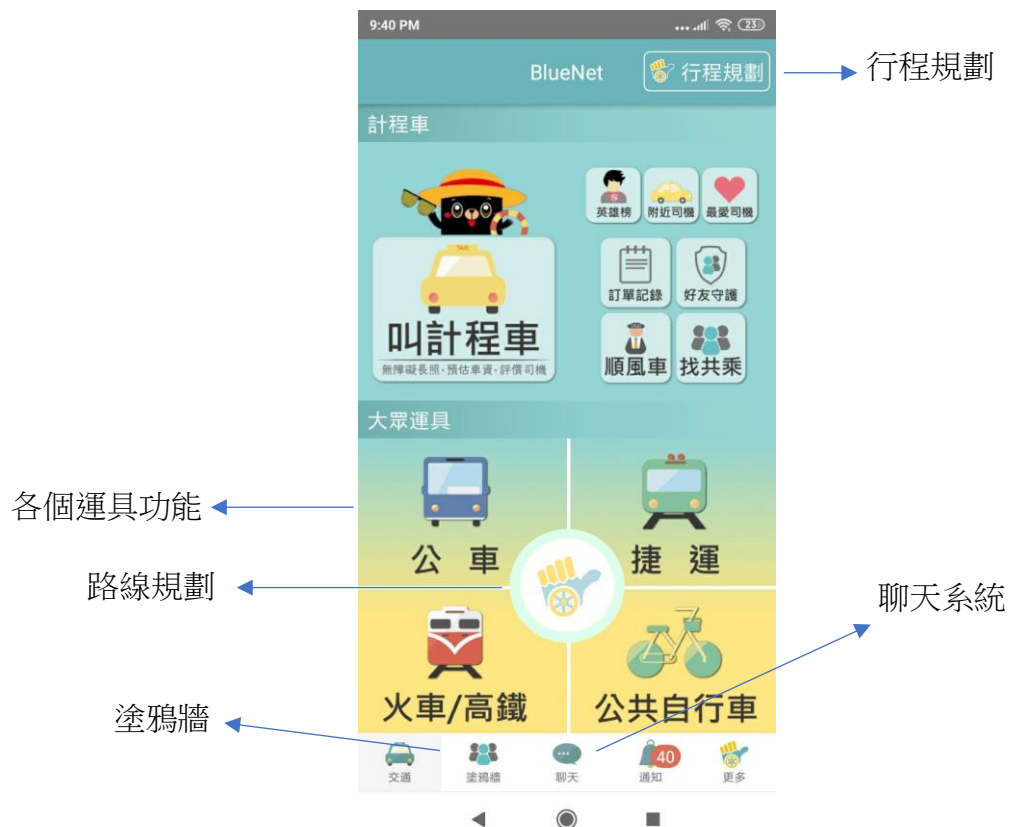 9:40 PM
23
BlueNet
行程規劃
行程規劃
計程車
英雄榜
附近司機
最愛司機
TAXI
訂單記錄
好友守護
叫計程車
無障礙長照·預估車資·評價司機
順風車
找共乘
大眾運具
各個運具功能
公車
捷運
路線規劃
聊天系統
火車/高鐵
公共自行車
塗鴉牆
40
交通
塗鴉牆
聊天
通知
更多